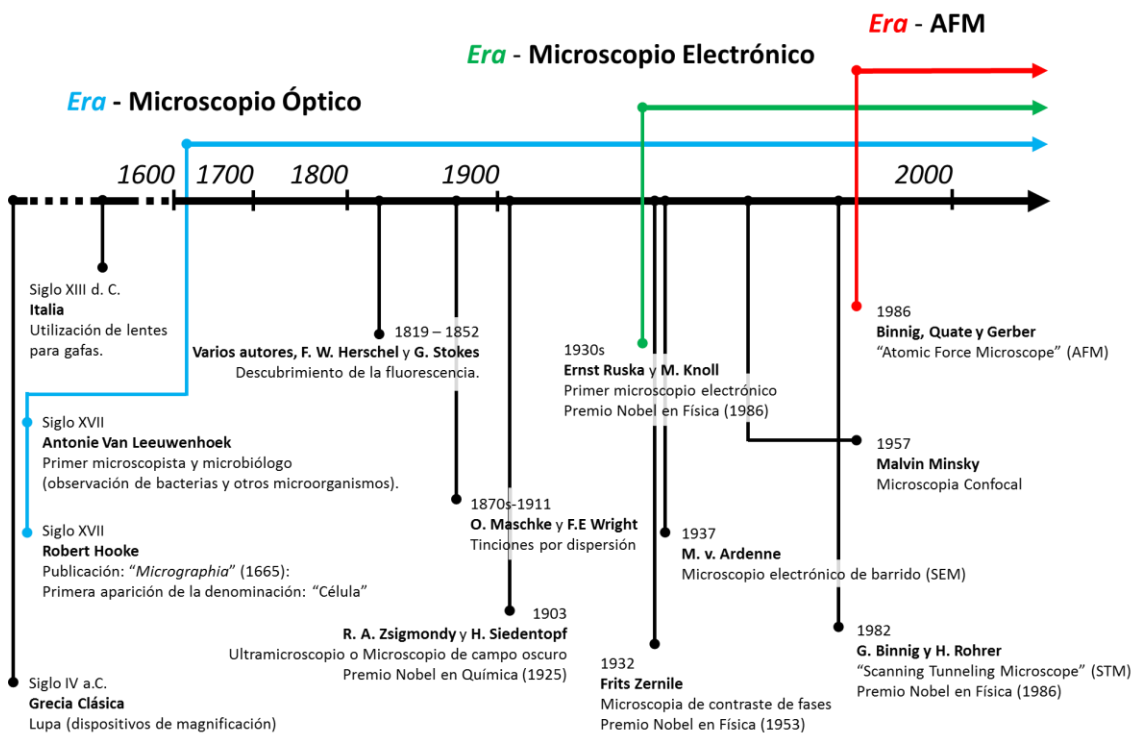 Era - AFM
Era - Microscopio Electrónico
Era - Microscopio Óptico
1600
1700
1800
1900
2000
Siglo XIII d. C.
Italia
Utilización de lentes
para gafas.
1819 – 1852
Varios autores, F. W. Herschel y G. Stokes
Descubrimiento de la fluorescencia.
1930s
Ernst Ruska y M. Knoll
Primer microscopio electrónico
Premio Nobel en Física (1986)
1986
Binnig, Quate y Gerber
“Atomic Force Microscope” (AFM)
Siglo XVII
Antonie Van Leeuwenhoek
Primer microscopista y microbiólogo
(observación de bacterias y otros microorganismos).
1957
Malvin Minsky
Microscopia Confocal
1870s-1911
O. Maschke y F.E Wright
Tinciones por dispersión
Siglo XVII
Robert Hooke
Publicación: “Micrographia” (1665):
Primera aparición de la denominación: “Célula”
1937
M. v. Ardenne
Microscopio electrónico de barrido (SEM)
1903
R. A. Zsigmondy y H. Siedentopf
Ultramicroscopio o Microscopio de campo oscuro
Premio Nobel en Química (1925)
1982
G. Binnig y H. Rohrer
“Scanning Tunneling Microscope” (STM)
Premio Nobel en Física (1986)
1932
Frits Zernile
Microscopia de contraste de fases
Premio Nobel en Física (1953)
Siglo IV a.C.
Grecia Clásica
Lupa (dispositivos de magnificación)